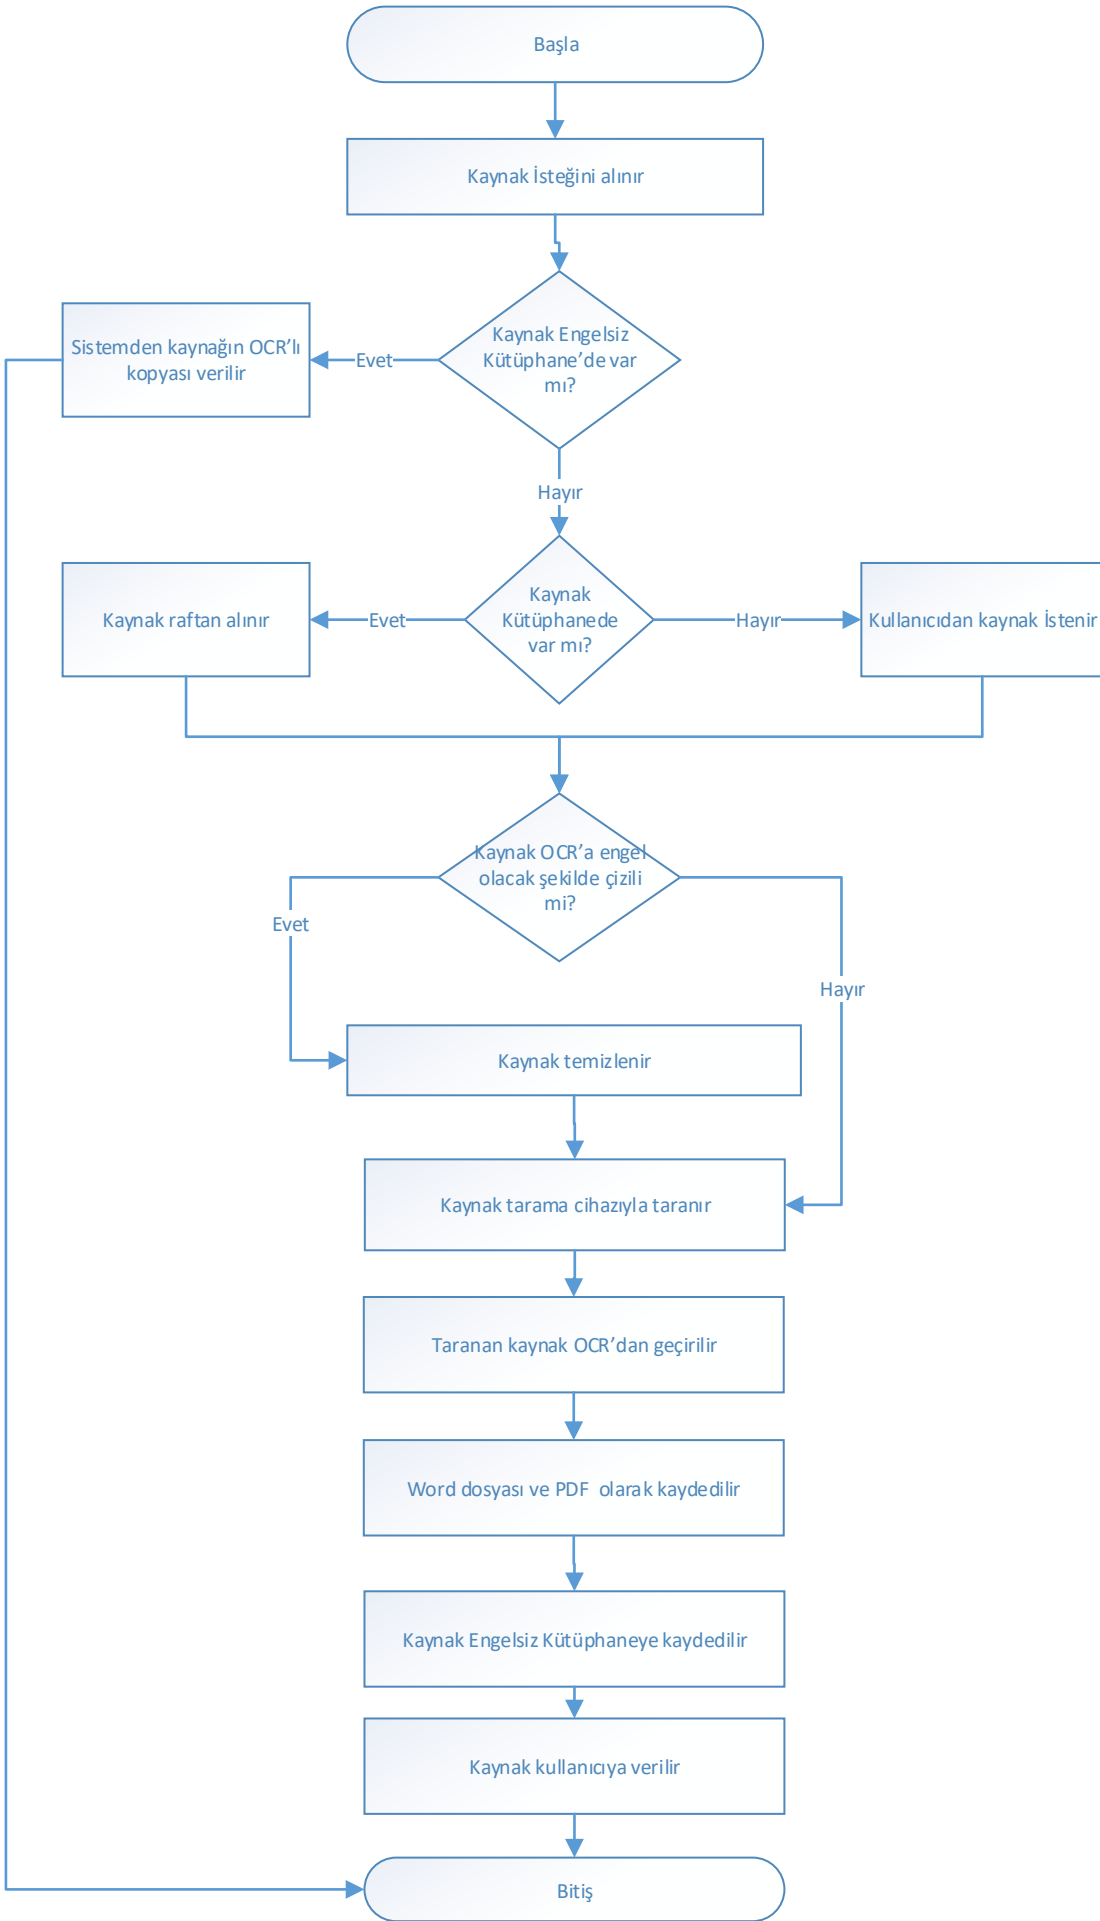 Başla
Kaynak İsteğini alınır
Kaynak Engelsiz
Kütüphane’de var
mı?
Evet
Sistemden kaynağın OCR’lı
kopyası verilir
Hayır
Kaynak
Kütüphanede
var mı?
Evet
Kaynak raftan alınır
Hayır
Kullanıcıdan kaynak İstenir
Kaynak OCR’a engel
olacak şekilde çizili
mi?
Evet
Hayır
Kaynak temizlenir
Kaynak tarama cihazıyla taranır
Taranan kaynak OCR’dan geçirilir
Word dosyası ve PDF  olarak kaydedilir
Kaynak Engelsiz Kütüphaneye kaydedilir
Kaynak kullanıcıya verilir
Bitiş